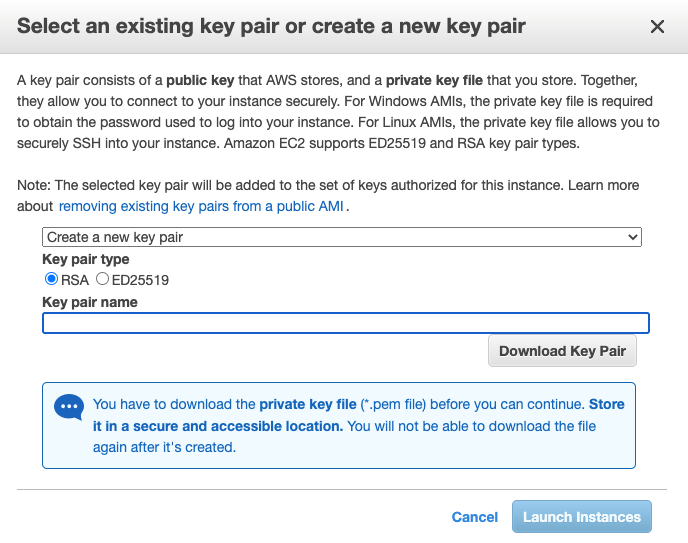 Select an existing key pair or create a new key pair
A key pair consists of a public key that AWS stores, and a private key file that you store. Together,
they allow you to connect to your instance securely. For Windows AMIs, the private key file is required
to obtain the password used to log into your instance. For Linux AMIs, the private key file allows you to
securely SSH into your instance. Amazon EC2 supports ED25519 and RSA key pair types.
Note: The selected key pair will be added to the set of keys authorized for this instance. Learn more
about removing existing key pairs from a public AMI .
Create a new key pair
Key pair type
RSA ED25519
Key pair name
Download Key Pair
You have to download the private key file (*.pem file) before you can continue. Store
it in a secure and accessible location. You will not be able to download the file
again after it's created.
Cancel Launch Instances